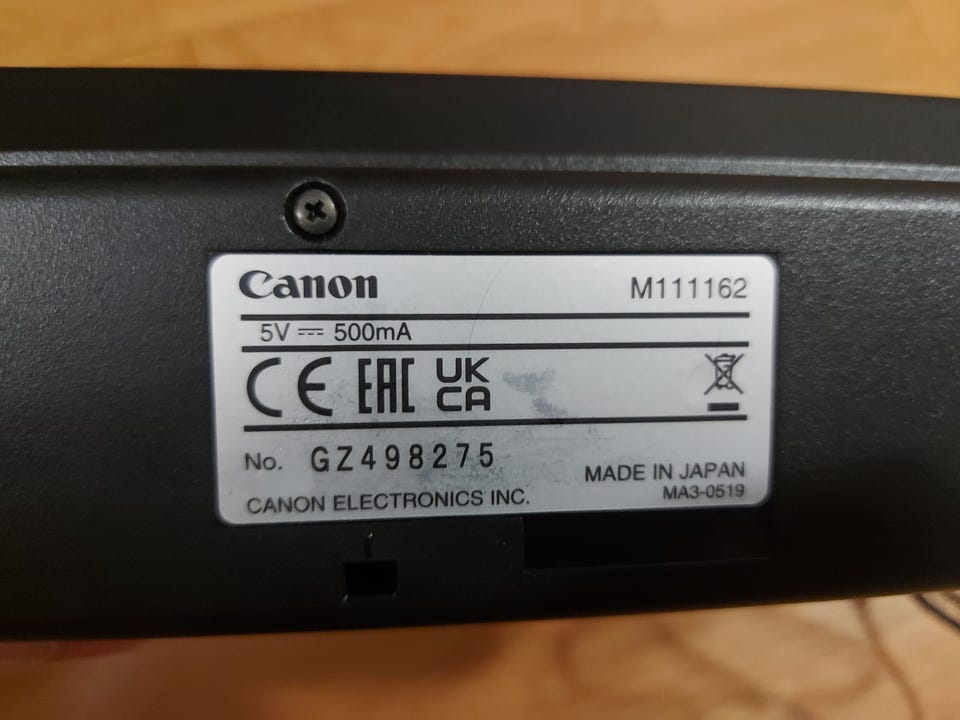 Canon M111162
5V ⎓ 500mA
CE EAC UK
CA
No. GZ498275
MADE IN JAPAN
CANON ELECTRONICS INC. MA3-0519